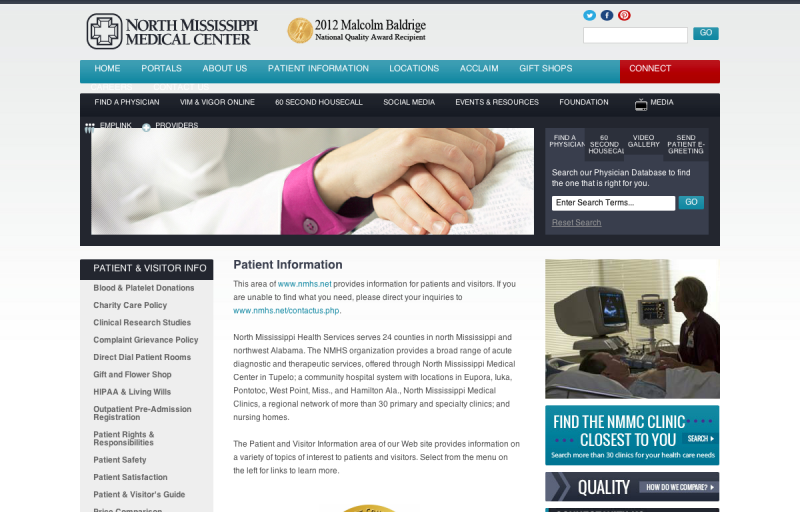 North Mississippi
Medical Center
2012 Malcolm Baldrige
National Quality Award Recipient
GO
HOME PORTALS ABOUT US PATIENT INFORMATION LOCATIONS ACCLAIM GIFT SHOPS CONNECT
FIND A PHYSICIAN VIM & VIGOR ONLINE 60 SECOND HOUSECALL SOCIAL MEDIA EVENTS & RESOURCES FOUNDATION MEDIA
EMPLINK PROVIDERS
FIND A PHYSICIAN
60 SECOND HOUSECAL
VIDEO GALLERY
SEND PATIENT E-GREETING
Search our Physician Database to find
the one that is right for you.
Enter Search Terms... GO
Reset Search
PATIENT & VISITOR INFO
Blood & Platelet Donations
Charity Care Policy
Clinical Research Studies
Complaint Grievance Policy
Direct Dial Patient Rooms
Gift and Flower Shop
HIPAA & Living Wills
Outpatient Pre-Admission
Registration
Patient Rights &
Responsibilities
Patient Safety
Patient Satisfaction
Patient & Visitor's Guide
Price Comparison
Patient Information
This area of www.nmhs.net provides information for patients and visitors. If you
are unable to find what you need, please direct your inquiries to
www.nmhs.net/contactus.php.
North Mississippi Health Services serves 24 counties in north Mississippi and
northwest Alabama. The NMHS organization provides a broad range of acute
diagnostic and therapeutic services, offered through North Mississippi Medical
Center in Tupelo; a community hospital system with locations in Eupora, Iuka,
Pontotoc, West Point, Miss., and Hamilton Ala., North Mississippi Medical
Clinics, a regional network of more than 30 primary and specialty clinics; and
nursing homes.
The Patient and Visitor Information area of our Web site provides information on
a variety of topics of interest to patients and visitors. Select from the menu on
the left for links to learn more.
FIND THE NMMC CLINIC
CLOSEST TO YOU SEARCH
Search more than 30 clinics for your health care needs
QUALITY HOW DO WE COMPARE?